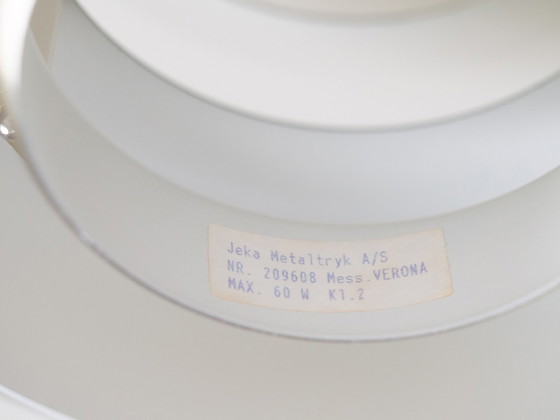 Jeka Metaltryk A/S
NR. 209608 Mess.VERONA
MAX. 60 W Kl.2